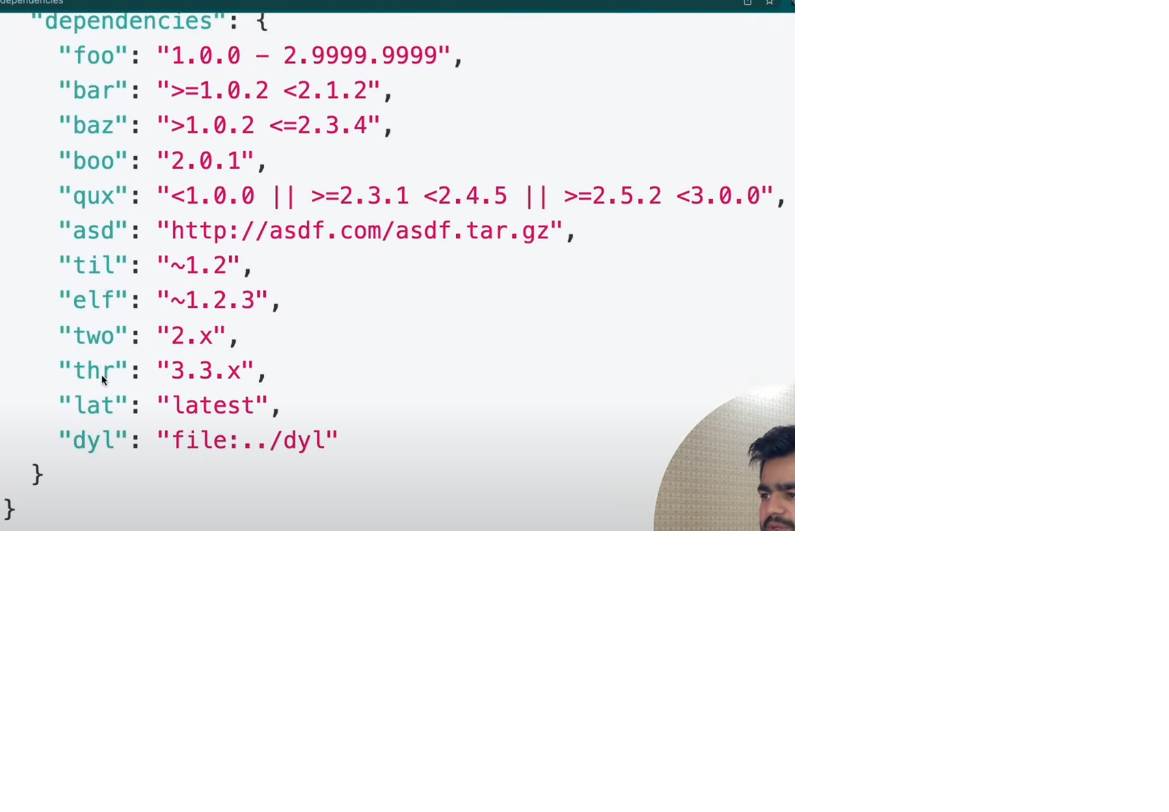 dependencies
"dependencies": {
"foo": "1.0.0 – 2.9999.9999",
"bar": ">=1.0.2 <2.1.2",
"baz": ">1.0.2 <=2.3.4",
"boo": "2.0.1",
"qux": "<1.0.0 || >=2.3.1 <2.4.5 || >=2.5.2 <3.0.0",
"asd": "http://asdf.com/asdf.tar.gz",
"til": "~1.2",
"elf": "~1.2.3",
"two": "2.x",
"thr": "3.3.x",
"lat": "latest",
"dyl": "file:../dyl"
}
}